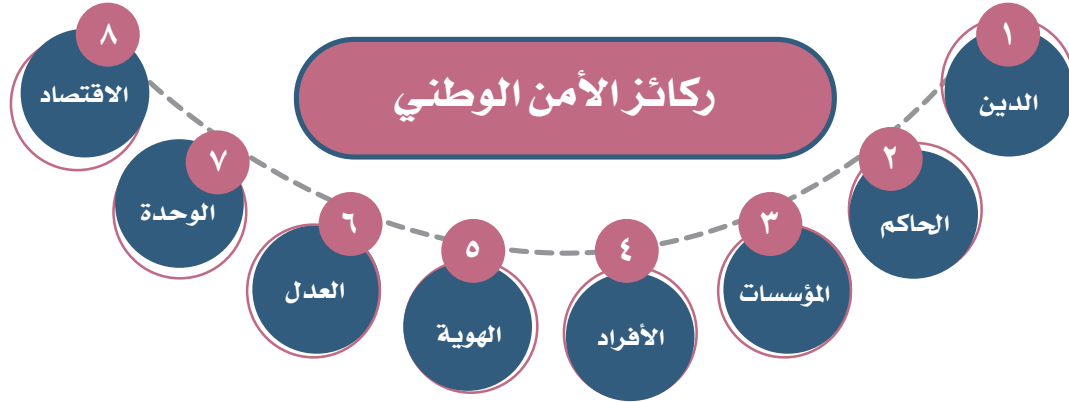 ركائز الأمن الوطني
١
الدين
٢
الحاكم
٣
المؤسسات
٤
الأفراد
٥
الهوية
٦
العدل
٧
الوحدة
٨
الاقتصاد